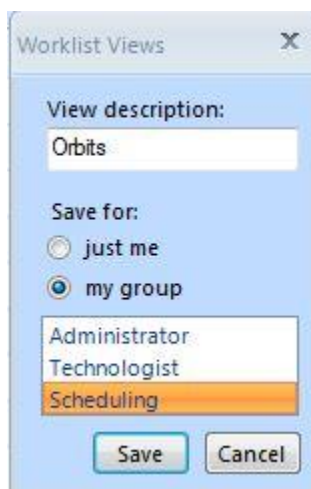 Worklist Views
View description:
Orbits
Save for:
just me
my group
Administrator
Technologist
Scheduling
Save Cancel